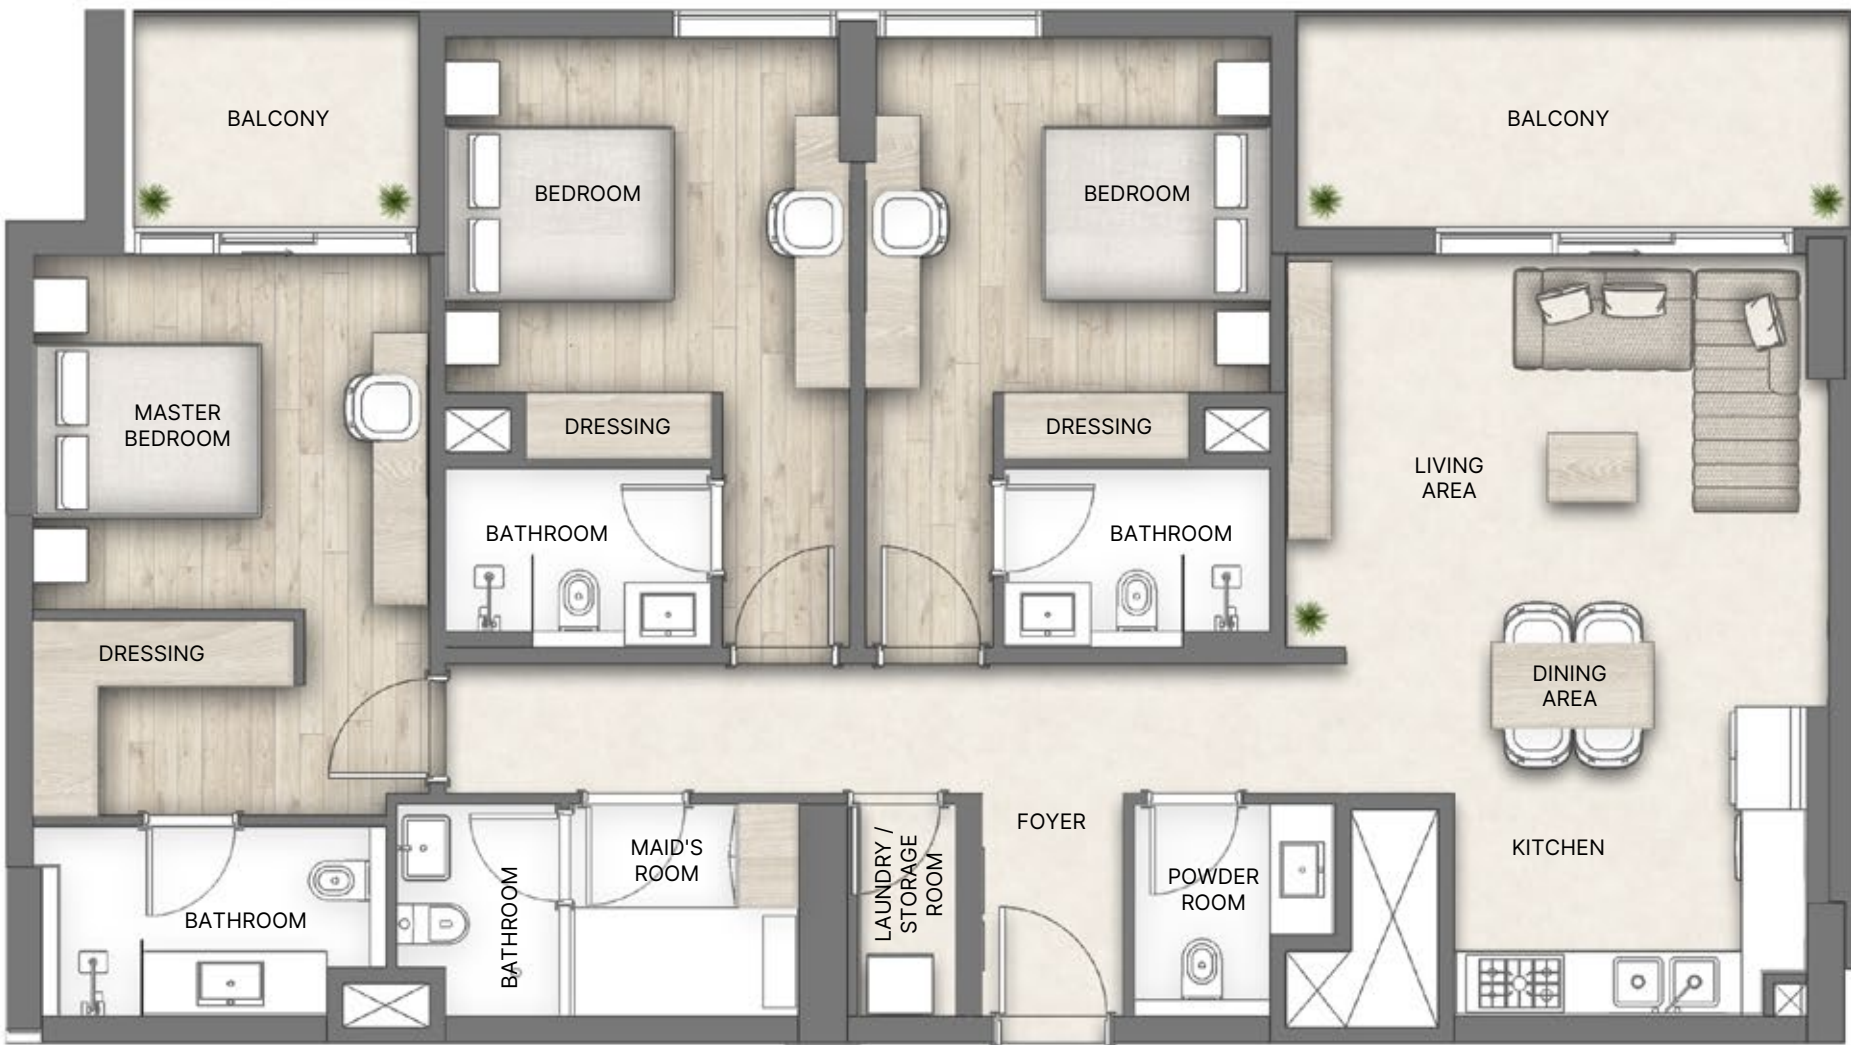 BALCONY
BALCONY
BEDROOM
BEDROOM
MASTER
BEDROOM
DRESSING
DRESSING
LIVING
AREA
BATHROOM
BATHROOM
DRESSING
DINING
AREA
FOYER
MAID'S
ROOM
KITCHEN
LAUNDRY /
STORAGE
ROOM
POWDER
ROOM
BATHROOM
BATHROOM